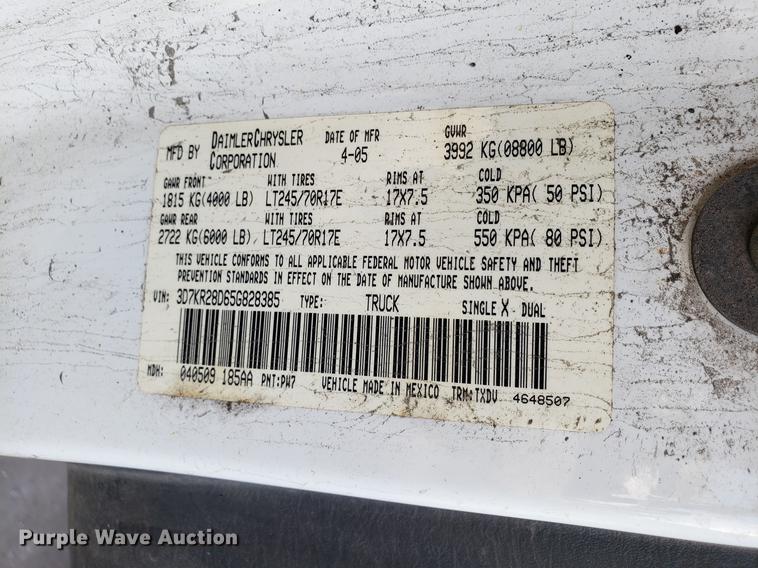 MFD BY DAIMLERCHRYSLER CORPORATION DATE OF MFR 4-05 GVWR 3992 KG(08800 LB)
GAWR FRONT WITH TIRES RIMS AT COLD
1815 KG(4000 LB) LT245/70R17E 17X7.5 350 KPA( 50 PSI)
GAWR REAR WITH TIRES RIMS AT COLD
2722 KG(6000 LB) LT245/70R17E 17X7.5 550 KPA( 80 PSI)
THIS VEHICLE CONFORMS TO ALL APPLICABLE FEDERAL MOTOR VEHICLE SAFETY AND THEFT
PREVENTION STANDARDS IN EFFECT ON THE DATE OF MANUFACTURE SHOWN ABOVE.
VIN: 3D7KR28D65G828385 TYPE: TRUCK SINGLE X DUAL
MDH: 040509 185AA PNT:PW7 VEHICLE MADE IN MEXICO TRM:TXDV 4648507
Purple Wave Auction